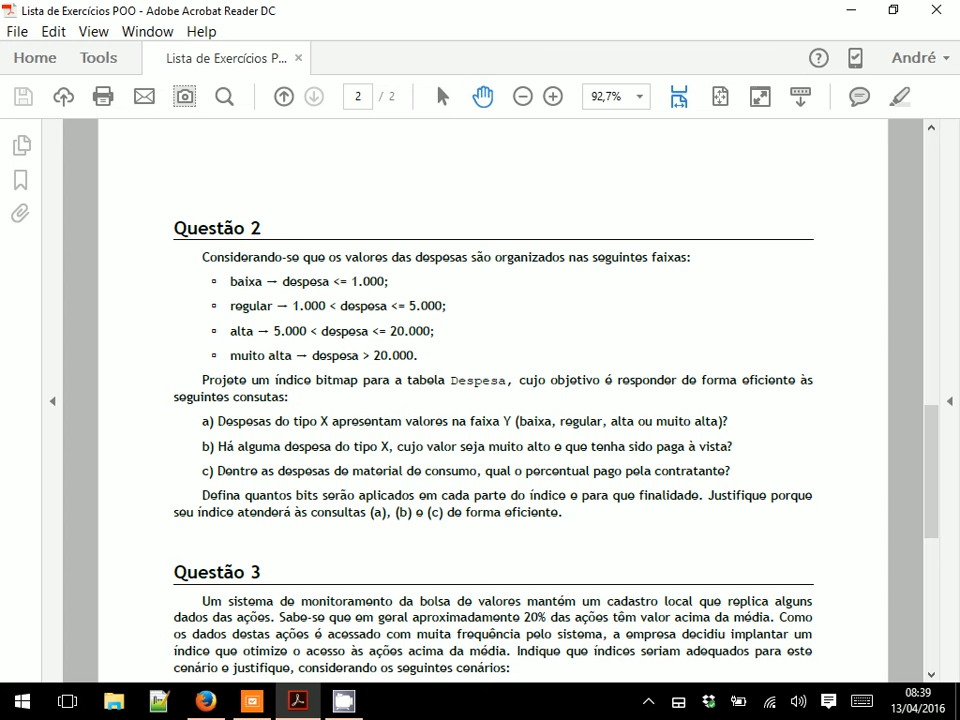 Lista de Exercícios POO - Adobe Acrobat Reader DC
File Edit View Window Help
Home Tools Lista de Exercícios P... × André
2 / 2 92,7%
Questão 2
Considerando-se que os valores das despesas são organizados nas seguintes faixas:
▫ baixa → despesa <= 1.000;
▫ regular → 1.000 < despesa <= 5.000;
▫ alta → 5.000 < despesa <= 20.000;
▫ muito alta → despesa > 20.000.
Projete um índice bitmap para a tabela Despesa, cujo objetivo é responder de forma eficiente às
seguintes consutas:
a) Despesas do tipo X apresentam valores na faixa Y (baixa, regular, alta ou muito alta)?
b) Há alguma despesa do tipo X, cujo valor seja muito alto e que tenha sido paga à vista?
c) Dentre as despesas de material de consumo, qual o percentual pago pela contratante?
Defina quantos bits serão aplicados em cada parte do índice e para que finalidade. Justifique porque
seu índice atenderá às consultas (a), (b) e (c) de forma eficiente.
Questão 3
Um sistema de monitoramento da bolsa de valores mantém um cadastro local que replica alguns
dados das ações. Sabe-se que em geral aproximadamente 20% das ações têm valor acima da média. Como
os dados destas ações é acessado com muita frequência pelo sistema, a empresa decidiu implantar um
índice que otimize o acesso às ações acima da média. Indique que índices seriam adequados para este
cenário e justifique, considerando os seguintes cenários:
08:39
13/04/2016